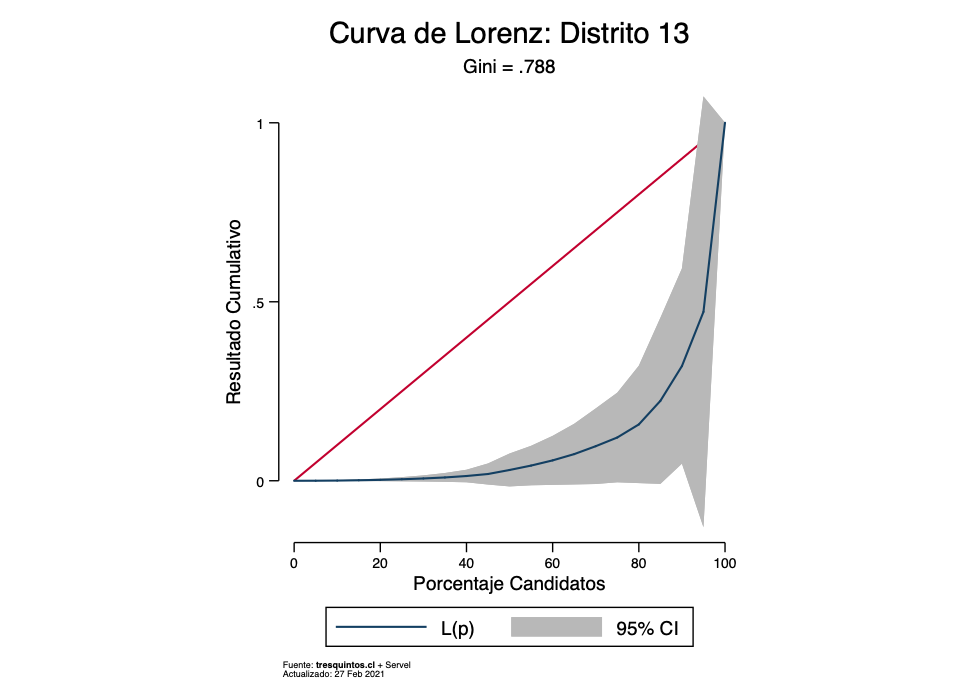 Curva de Lorenz: Distrito 13
Gini = .788
Resultado Cumulativo
1
.5
0
0 20 40 60 80 100
Porcentaje Candidatos
L(p) 95% CI
Fuente: tresquintos.cl + Servel
Actualizado: 27 Feb 2021